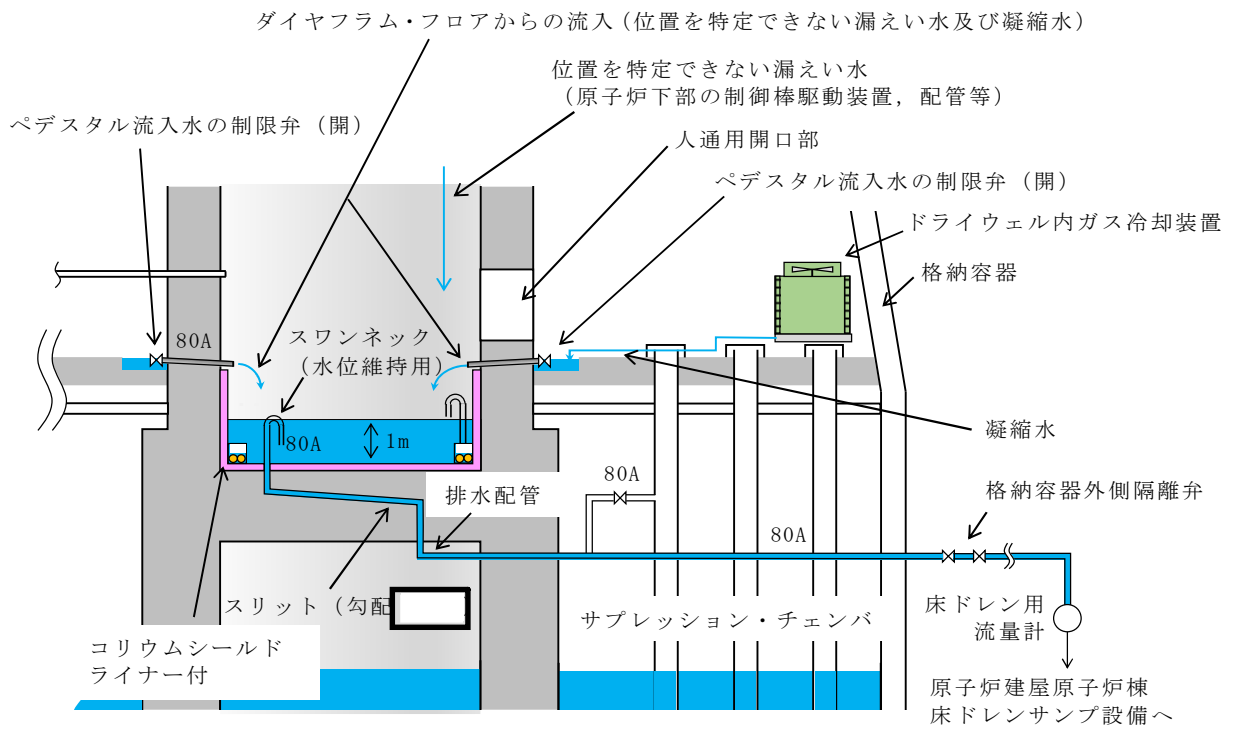 ダイヤフラム・フロアからの流入（位置を特定できない漏えい水及び凝縮水）
位置を特定できない漏えい水
（原子炉下部の制御棒駆動装置，配管等）
ペデスタル流入水の制限弁（開）
人通用開口部
ペデスタル流入水の制限弁（開）
ドライウェル内ガス冷却装置
格納容器
80A
スワンネック
（水位維持用）
80A
1m
凝縮水
80A
排水配管
格納容器外側隔離弁
80A
スリット（勾配
サプレッション・チェンバ
床ドレン用
流量計
コリウムシールド
ライナー付
原子炉建屋原子炉棟
床ドレンサンプ設備へ